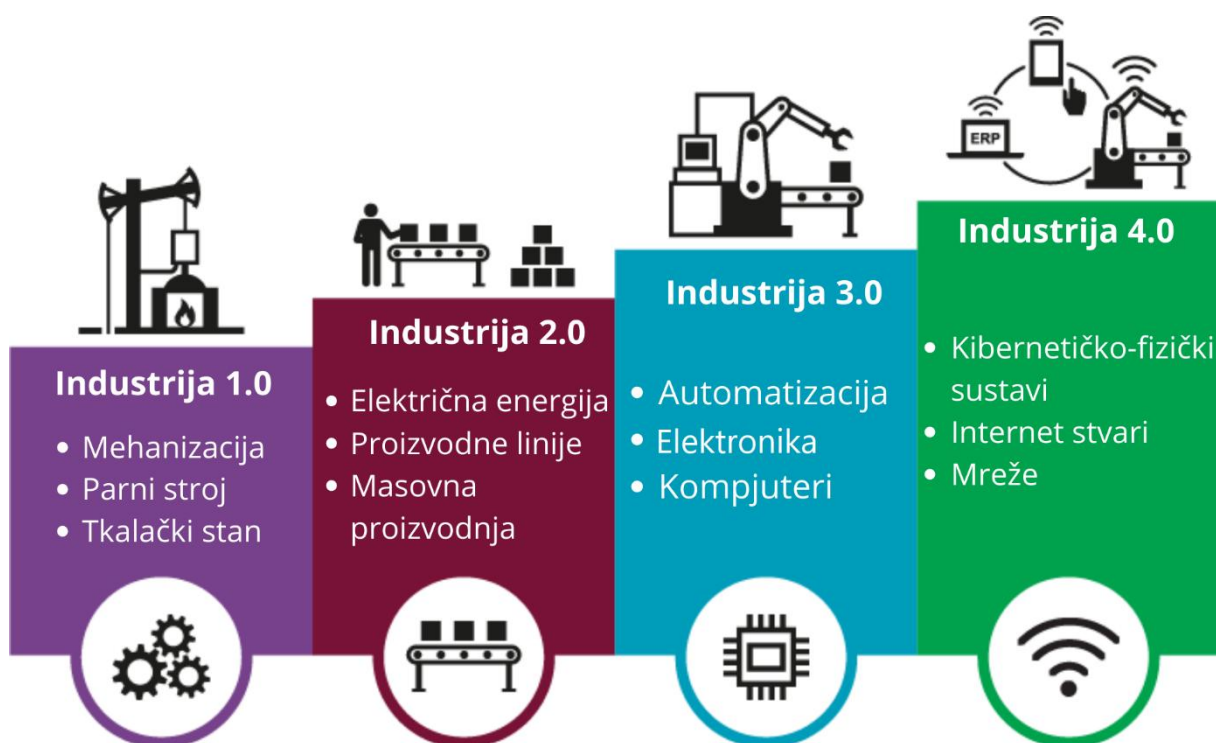 Industrija 1.0
Mehanizacija
Parni stroj
Tkalački stan
Industrija 2.0
Električna energija
Proizvodne linije
Masovna
proizvodnja
Industrija 3.0
Automatizacija
Elektronika
Kompjuteri
ERP
Industrija 4.0
Kibernetičko-fizički
sustavi
Internet stvari
Mreže